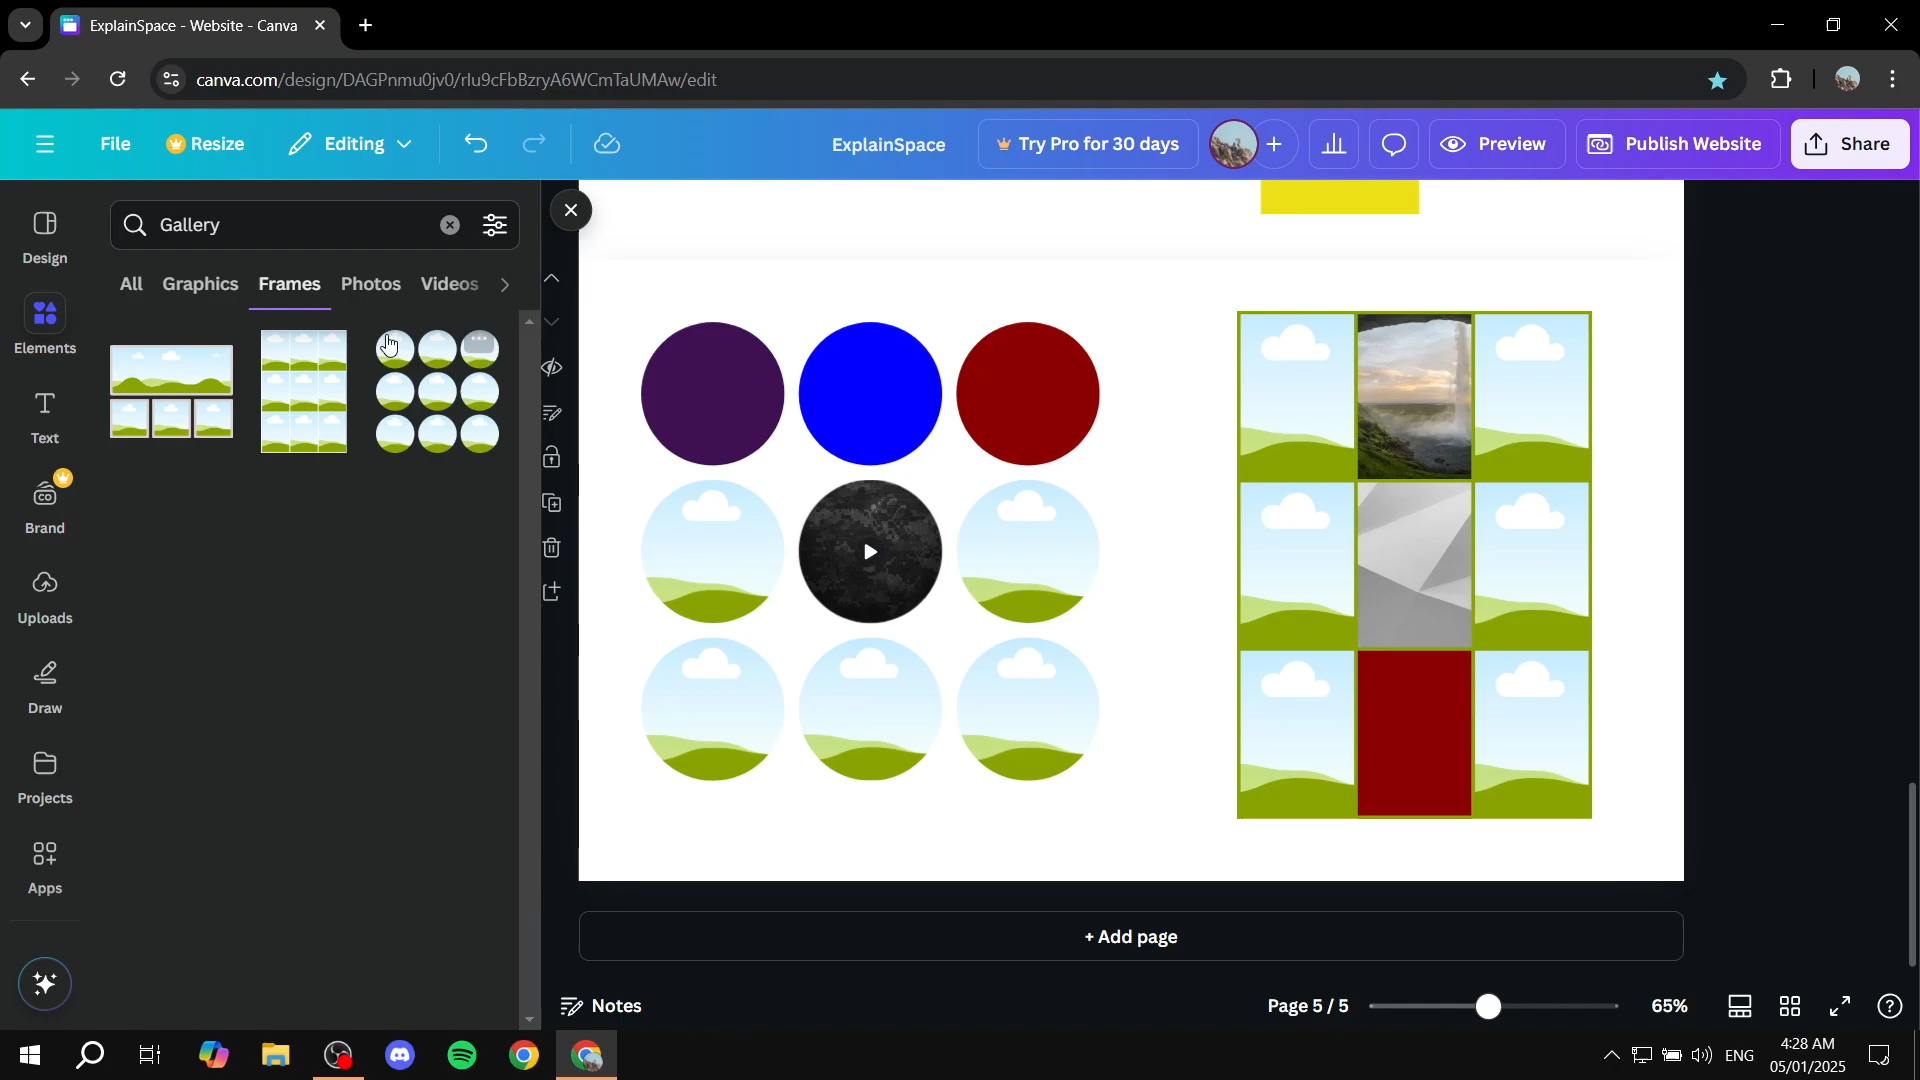 ExplainSpace - Website - Canva
canva.com/design/DAGPnmu0jv0/rIu9cFbBzryA6WCmTaUMAw/edit
File
Resize
Editing
ExplainSpace
Try Pro for 30 days
Preview
Publish Website
Share
Design
Elements
Text
Brand
Uploads
Draw
Projects
Apps
Gallery
All Graphics Frames Photos Videos
+ Add page
Notes
Page 5 / 5
65%
ENG
4:28 AM
05/01/2025